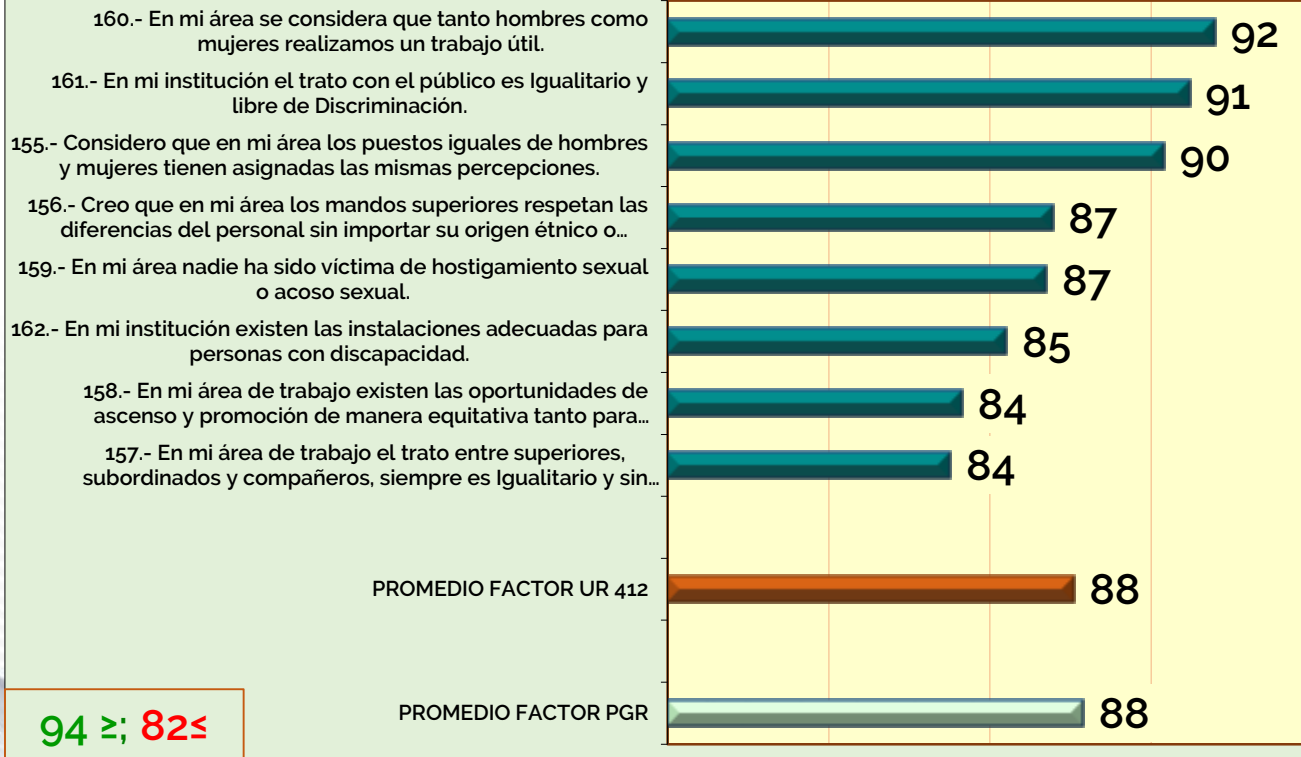 160.- En mi área se considera que tanto hombres como
mujeres realizamos un trabajo útil.
92
161.- En mi institución el trato con el público es Igualitario y
libre de Discriminación.
91
155.- Considero que en mi área los puestos iguales de hombres
y mujeres tienen asignadas las mismas percepciones.
90
156.- Creo que en mi área los mandos superiores respetan las
diferencias del personal sin importar su origen étnico o...
87
159.- En mi área nadie ha sido víctima de hostigamiento sexual
o acoso sexual.
87
162.- En mi institución existen las instalaciones adecuadas para
personas con discapacidad.
85
158.- En mi área de trabajo existen las oportunidades de
ascenso y promoción de manera equitativa tanto para...
84
157.- En mi área de trabajo el trato entre superiores,
subordinados y compañeros, siempre es Igualitario y sin...
84
PROMEDIO FACTOR UR 412
88
PROMEDIO FACTOR PGR
88
94 ≥; 82≤